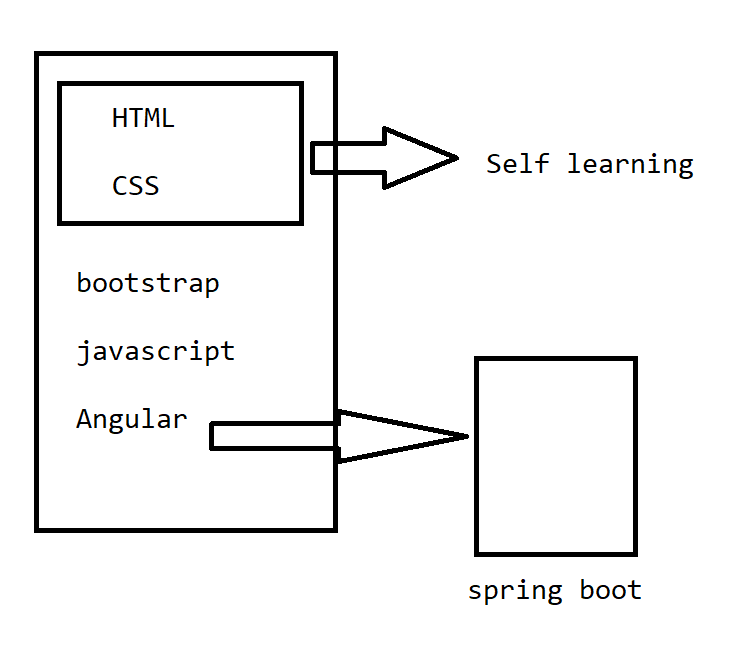 HTML
Self learning
CSS
bootstrap
javascript
Angular
spring boot